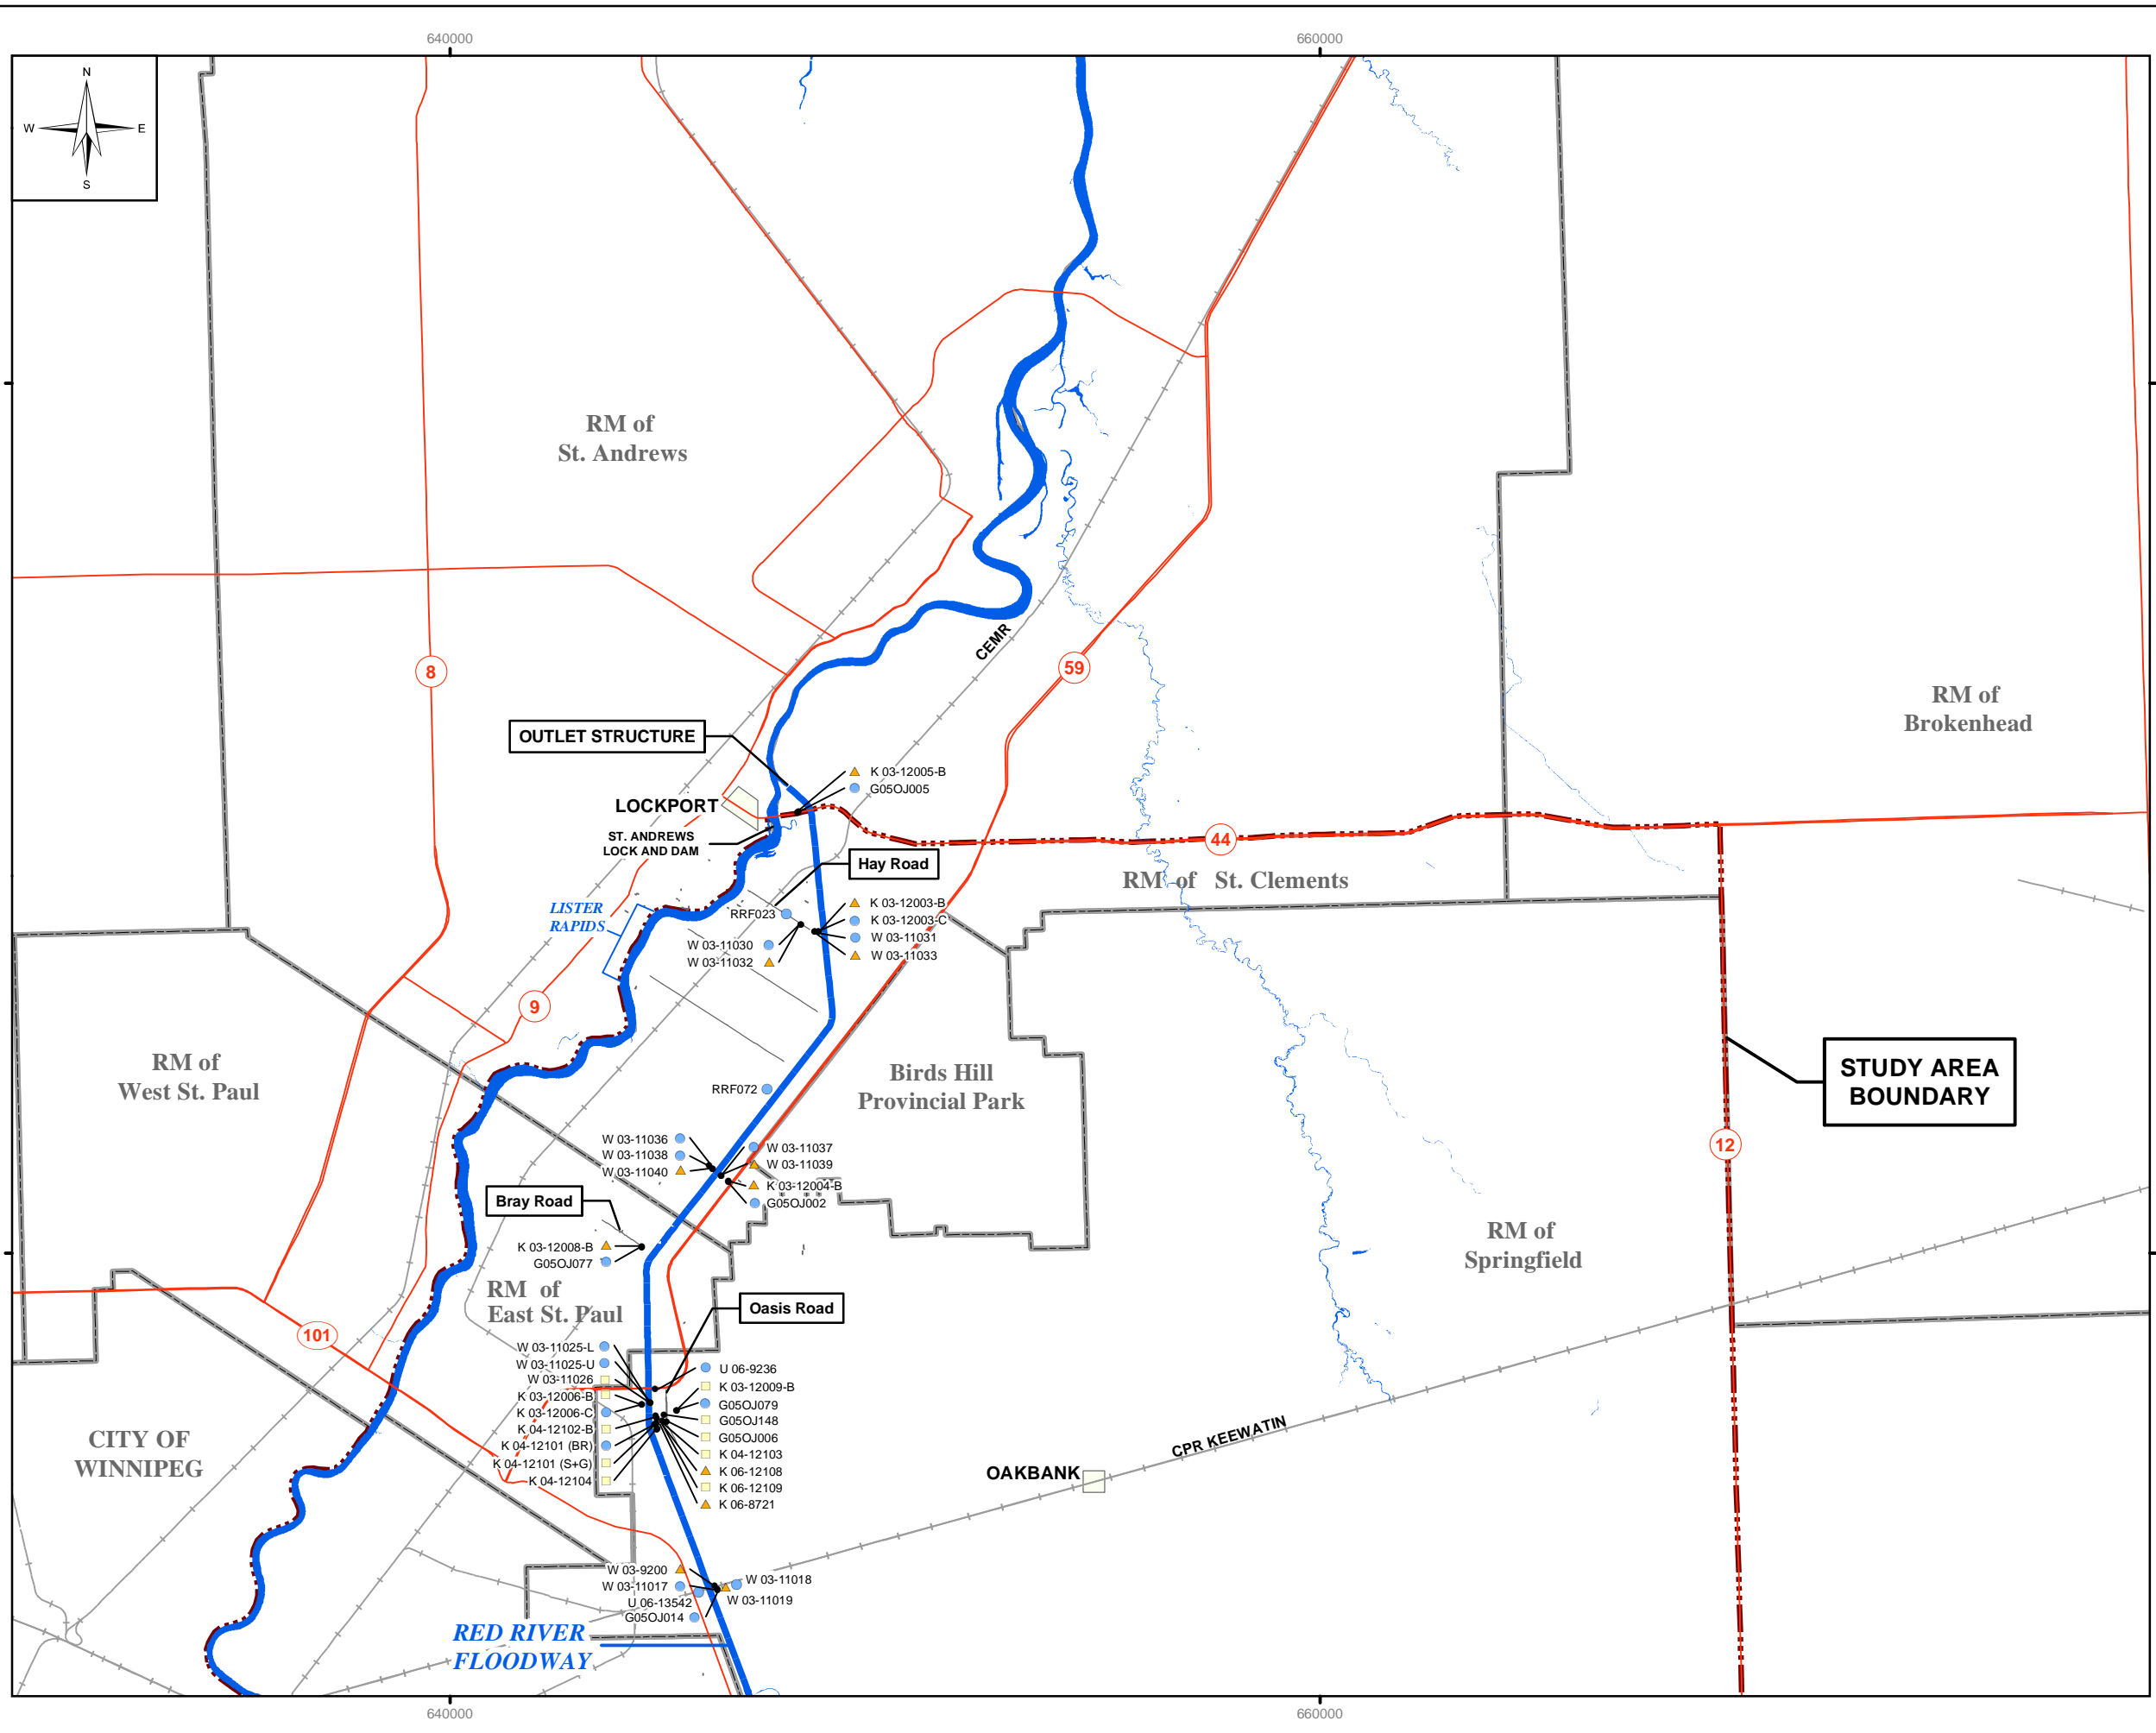 640000
660000
N
W
E
S
RM of
St. Andrews
CEMR
8
59
RM of
Brokenhead
OUTLET STRUCTURE
K 03-12005-B
G05OJ005
LOCKPORT
ST. ANDREWS
LOCK AND DAM
44
Hay Road
RM of St. Clements
LISTER
RAPIDS
RRF023
K 03-12003-B
K 03-12003-C
W 03-11030
W 03-11031
W 03-11032
W 03-11033
9
RM of
West St. Paul
Birds Hill
Provincial Park
STUDY AREA
BOUNDARY
RRF072
12
W 03-11036
W 03-11038
W 03-11040
W 03-11037
W 03-11039
K 03-12004-B
G05OJ002
Bray Road
RM of
Springfield
K 03-12008-B
G05OJ077
RM of
East St. Paul
Oasis Road
101
W 03-11025-L
W 03-11025-U
W 03-11026
K 03-12006-B
K 03-12006-C
K 04-12102-B
K 04-12101 (BR)
K 04-12101 (S+G)
K 04-12104
U 06-9236
K 03-12009-B
G05OJ079
G05OJ148
G05OJ006
K 04-12103
K 06-12108
K 06-12109
K 06-8721
CITY OF
WINNIPEG
CPR KEEWATIN
OAKBANK
W 03-9200
W 03-11017
U 06-13542
G05OJ014
W 03-11018
W 03-11019
RED RIVER
FLOODWAY
640000
660000